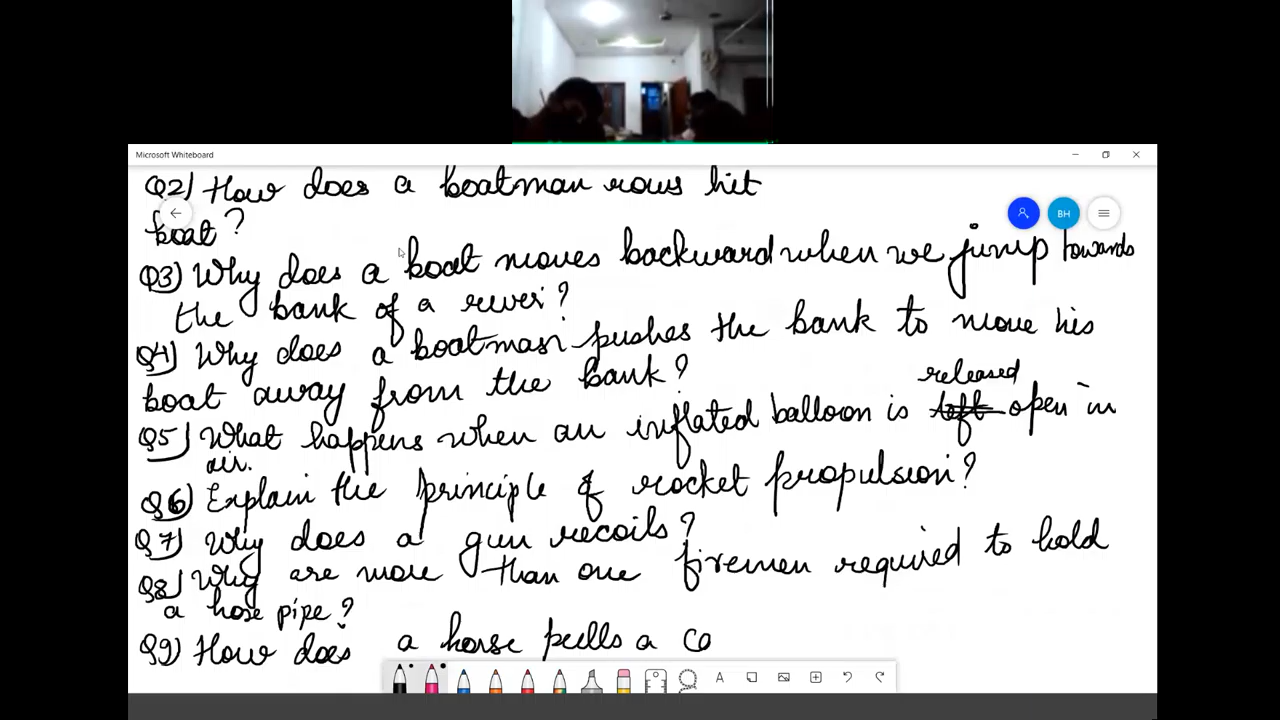 Microsoft Whiteboard
Q2) How does a boatman rows hit
boat?
BH
Q3) Why does a boat moves backward when we jump towards
the bank of a river?
Q4) Why does a boatman pushes the bank to move his
boat away from the bank?
released
Q5) What happens when an inflated balloon is left open in
air.
Q6) Explain the principle of rocket propulsion?
Q7) Why does a gun recoils?
Q8) Why are more than one firemen required to hold
a hose pipe?
Q9) How does a horse pulls a ca
A